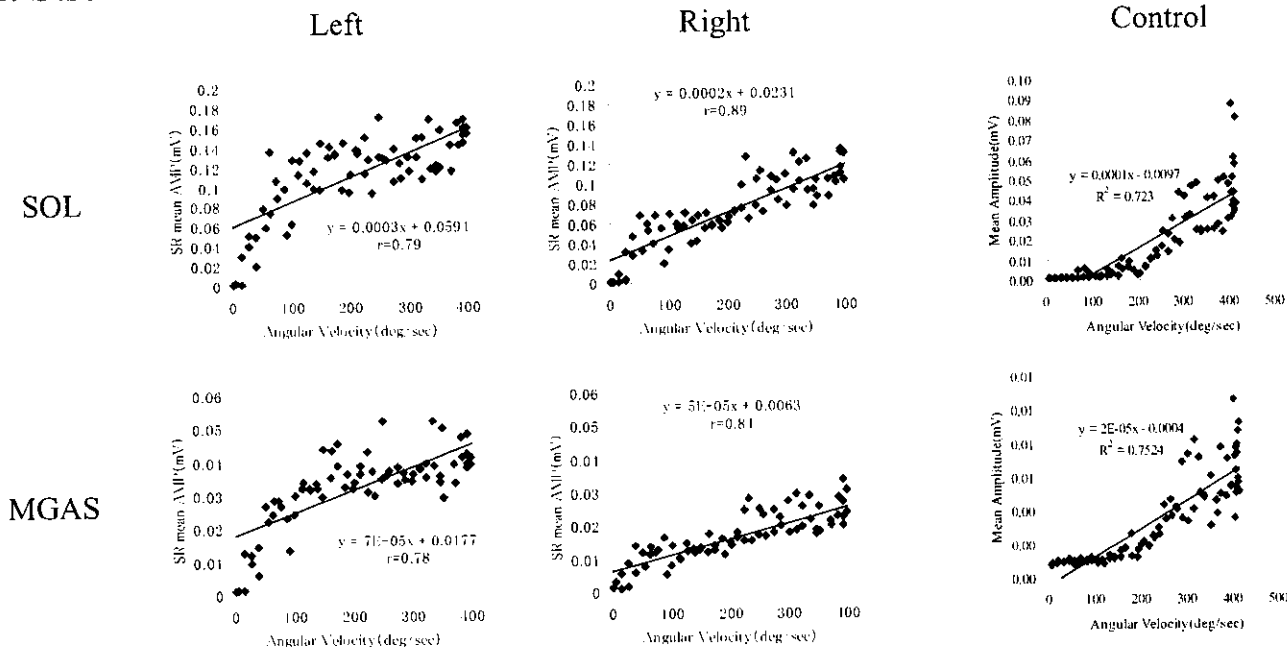 Left Right Control
SOL
SR mean AMP(mV)
0.2
0.18
0.16
0.14
0.12
0.1
0.08
0.06
0.04
0.02
0
y = 0.0003x + 0.0591
r=0.79
0 100 200 300 400
Angular Velocity(deg/sec)
SR mean AMP(mV)
0.2
0.18
0.16
0.14
0.12
0.1
0.08
0.06
0.04
0.02
0
y = 0.0002x + 0.0231
r=0.89
0 100 200 300 400
Angular Velocity(deg/sec)
Mean Amplitude(mV)
0.10
0.09
0.08
0.07
0.06
0.05
0.04
0.03
0.02
0.01
0.00
y = 0.0001x - 0.0097
R² = 0.723
0 100 200 300 400 500
Angular Velocity(deg/sec)
MGAS
SR mean AMP(mV)
0.06
0.05
0.04
0.03
0.02
0.01
0
y = 7E-05x + 0.0177
r=0.78
0 100 200 300 400
Angular Velocity(deg/sec)
SR mean AMP(mV)
0.06
0.05
0.04
0.03
0.02
0.01
0
y = 5E-05x + 0.0063
r=0.81
0 100 200 300 400
Angular Velocity(deg/sec)
Mean Amplitude(mV)
0.01
0.01
0.01
0.01
0.00
0.00
y = 2E-05x - 0.0004
R² = 0.7524
0 100 200 300 400 500
Angular Velocity(deg/sec)